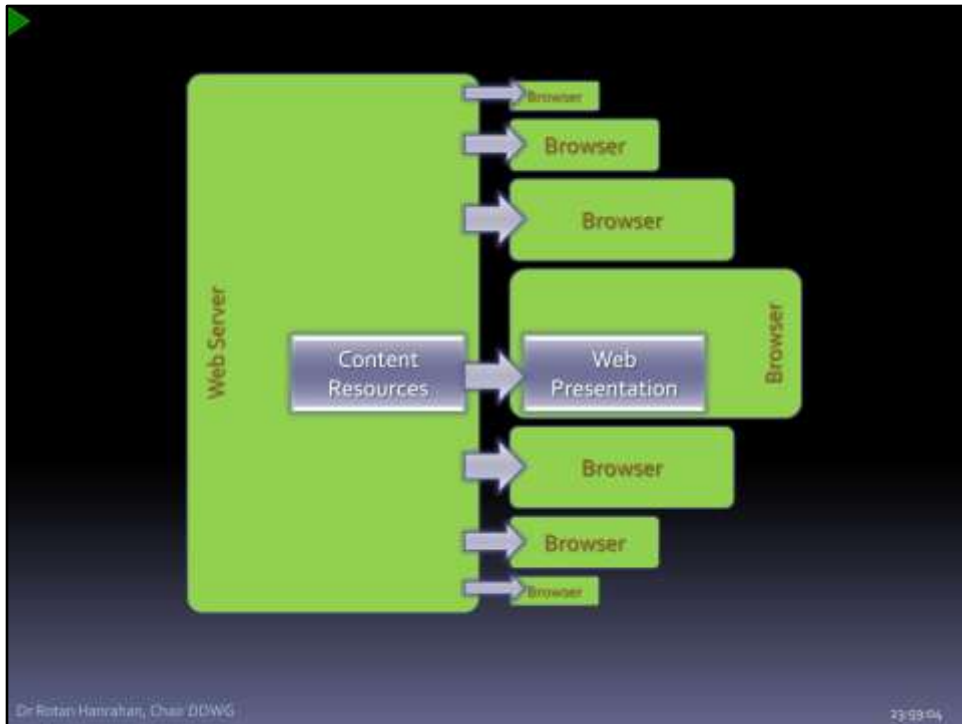 Browser
Browser
Browser
Web Server
Content
Resources
Web
Presentation
Browser
Browser
Browser
Browser
Dr Rotan Hanrahan, Chair DDWG
23:59:04